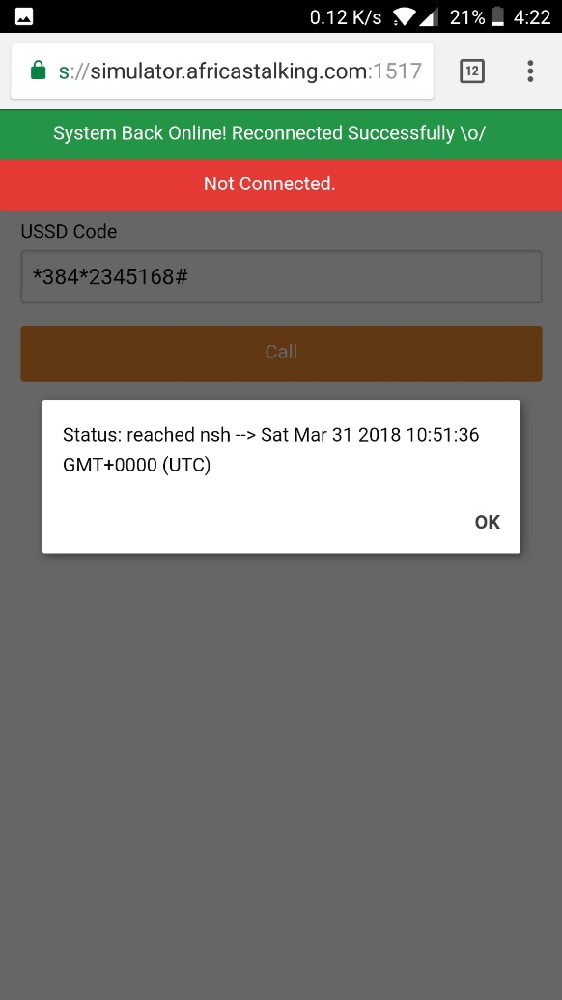 0.12 K/s 21% 4:22
s://simulator.africastalking.com:1517
12
System Back Online! Reconnected Successfully \o/
Not Connected.
USSD Code
*384*2345168#
Call
Status: reached nsh --> Sat Mar 31 2018 10:51:36
GMT+0000 (UTC)
OK